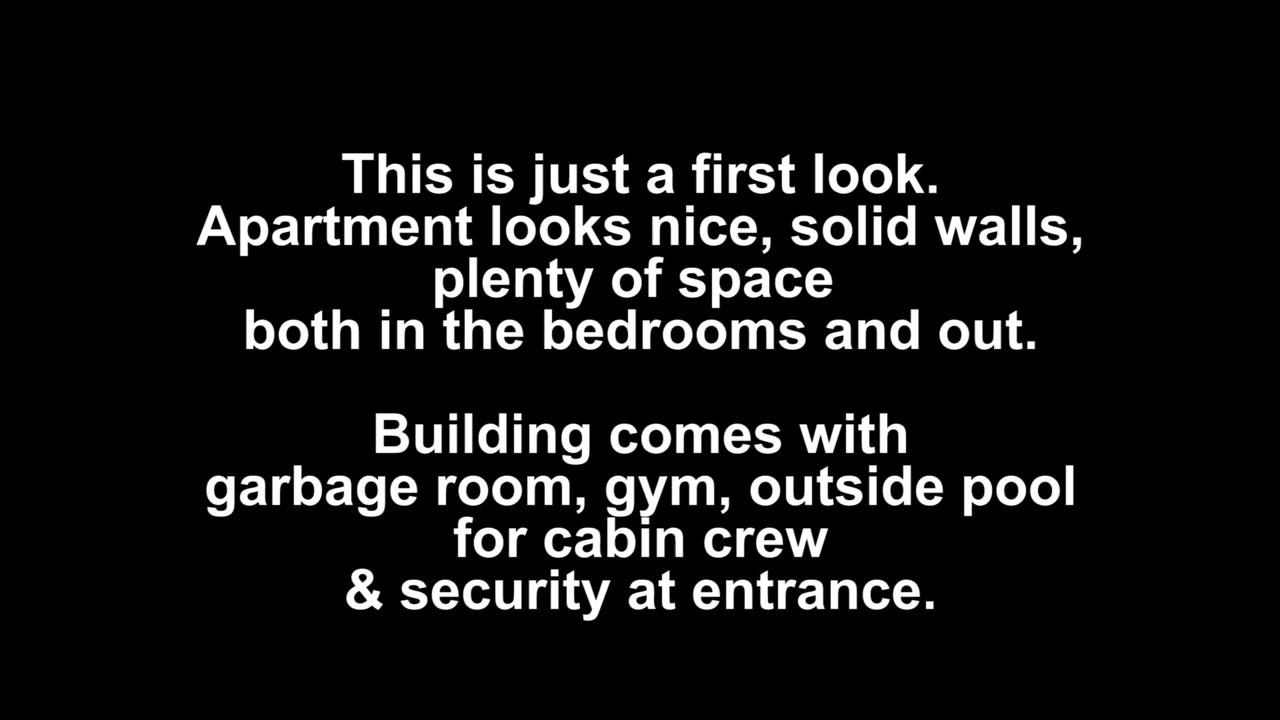 This is just a first look.
Apartment looks nice, solid walls,
plenty of space
both in the bedrooms and out.
Building comes with
garbage room, gym, outside pool
for cabin crew
& security at entrance.